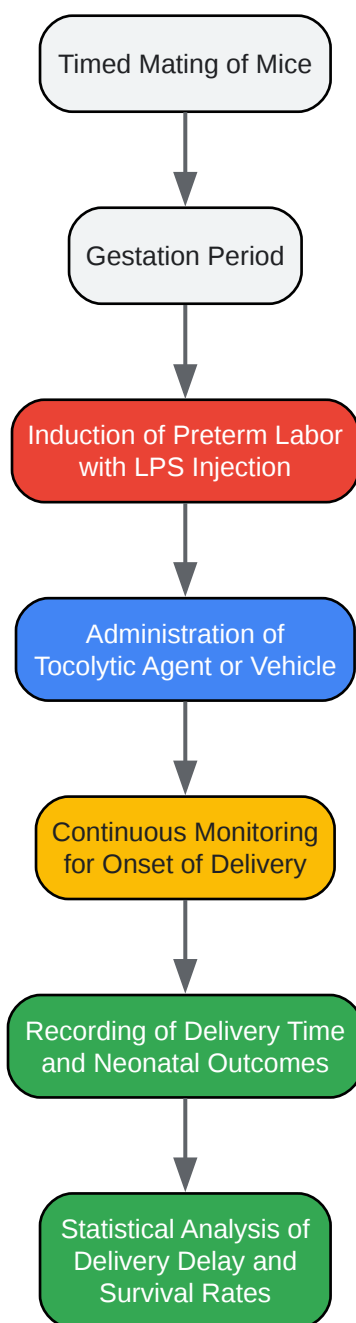 Timed Mating of Mice
Gestation Period
Induction of Preterm Labor
with LPS Injection
Administration of
Tocolytic Agent or Vehicle
Continuous Monitoring
for Onset of Delivery
Recording of Delivery Time
and Neonatal Outcomes
Statistical Analysis of
Delivery Delay and
Survival Rates